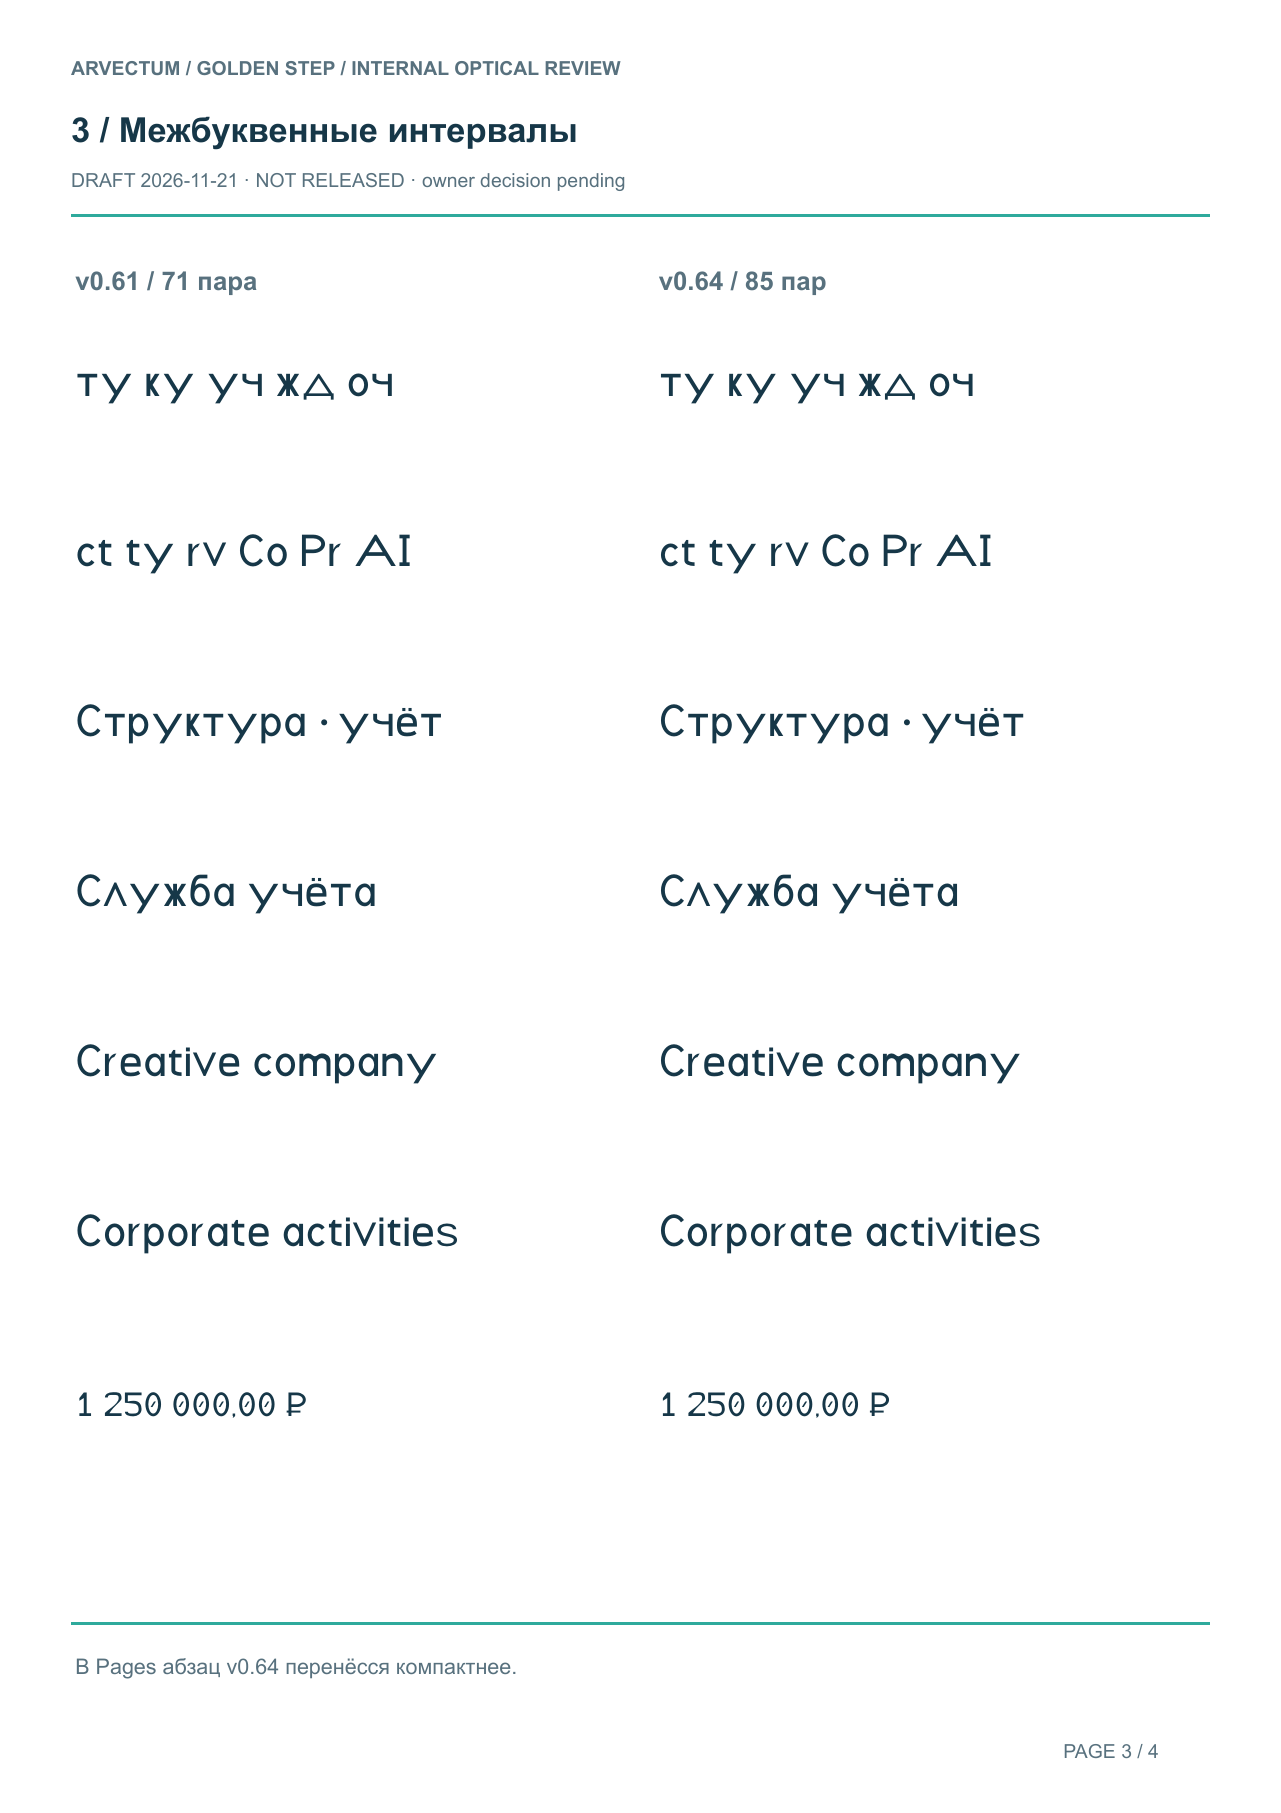 ARVECTUM / GOLDEN STEP / INTERNAL OPTICAL REVIEW
3 / Межбуквенные интервалы
DRAFT 2026-11-21 · NOT RELEASED · owner decision pending
v0.61 / 71 пара
v0.64 / 85 пар
ту ку уч жд оч
ту ку уч жд оч
ct ty rv Co Pr AI
ct ty rv Co Pr AI
Структура · учёт
Структура · учёт
Служба учёта
Служба учёта
Creative company
Creative company
Corporate activities
Corporate activities
1 250 000,00 ₽
1 250 000,00 ₽
В Pages абзац v0.64 перенёсся компактнее.
PAGE 3 / 4